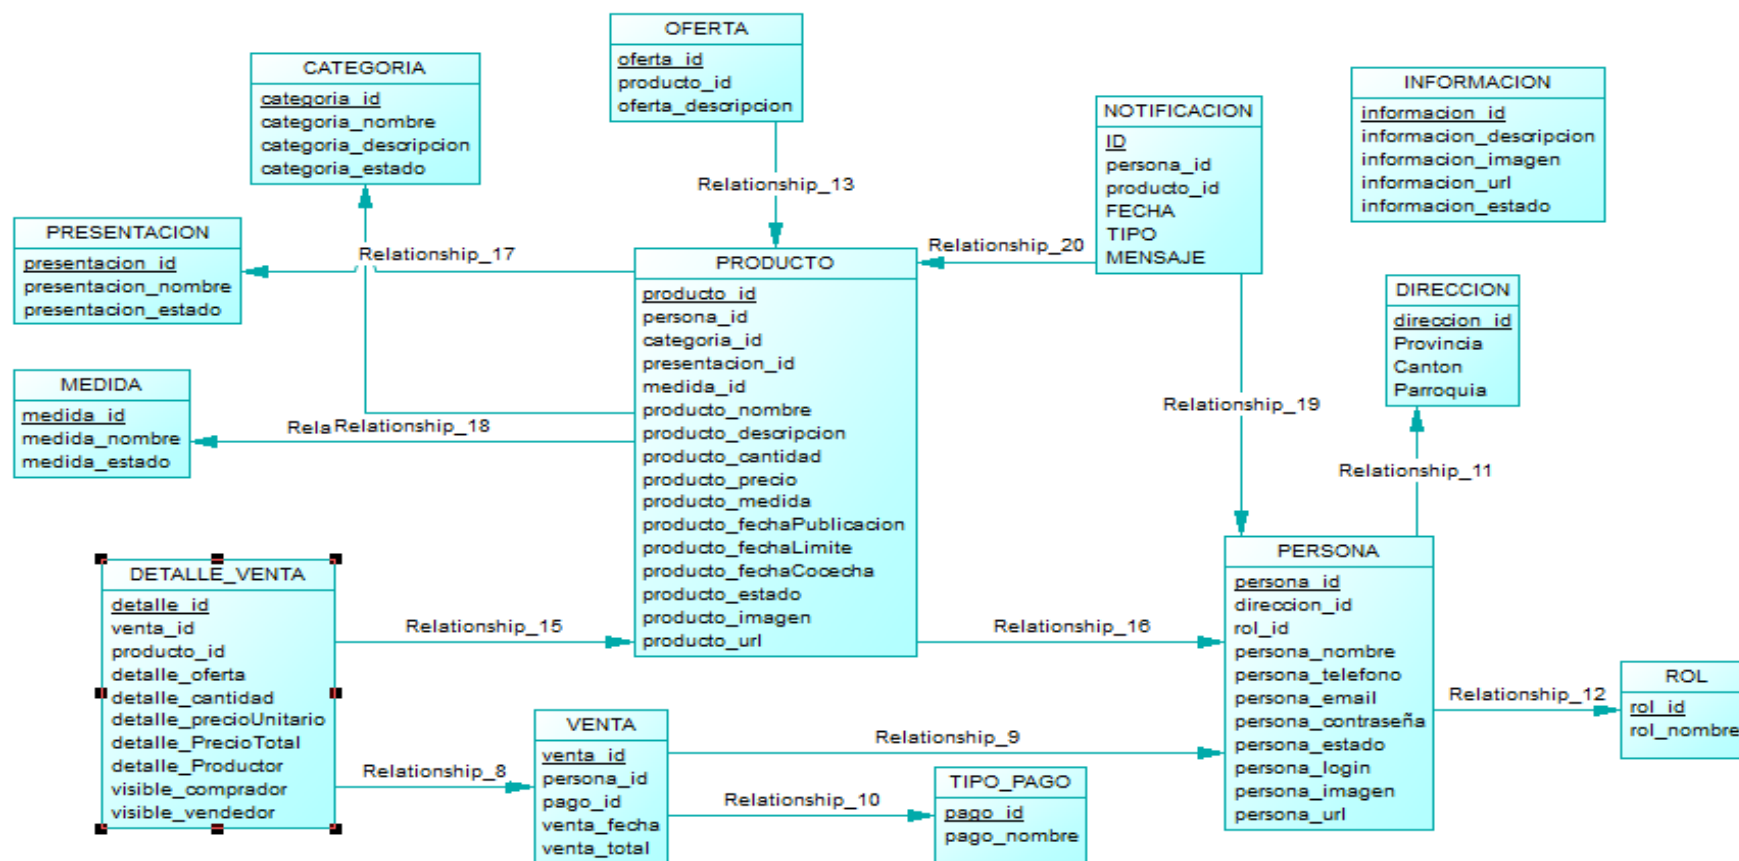 OFERTA
oferta_id
producto_id
oferta_descripcion
CATEGORIA
categoria_id
categoria_nombre
categoria_descripcion
categoria_estado
INFORMACION
informacion_id
informacion_descripcion
informacion_imagen
informacion_url
informacion_estado
NOTIFICACION
ID
persona_id
producto_id
FECHA
TIPO
MENSAJE
Relationship_13
PRESENTACION
presentacion_id
presentacion_nombre
presentacion_estado
Relationship_17
Relationship_20
PRODUCTO
producto_id
persona_id
categoria_id
presentacion_id
medida_id
producto_nombre
producto_descripcion
producto_cantidad
producto_precio
producto_medida
producto_fechaPublicacion
producto_fechaLimite
producto_fechaCocecha
producto_estado
producto_imagen
producto_url
DIRECCION
direccion_id
Provincia
Canton
Parroquia
MEDIDA
medida_id
medida_nombre
medida_estado
Rela
Relationship_18
Relationship_19
Relationship_11
DETALLE_VENTA
detalle_id
venta_id
producto_id
detalle_oferta
detalle_cantidad
detalle_precioUnitario
detalle_PrecioTotal
detalle_Productor
visible_comprador
visible_vendedor
Relationship_15
Relationship_16
PERSONA
persona_id
direccion_id
rol_id
persona_nombre
persona_telefono
persona_email
persona_contraseña
persona_estado
persona_login
persona_imagen
persona_url
Relationship_12
ROL
rol_id
rol_nombre
Relationship_8
VENTA
venta_id
persona_id
pago_id
venta_fecha
venta_total
Relationship_9
Relationship_10
TIPO_PAGO
pago_id
pago_nombre